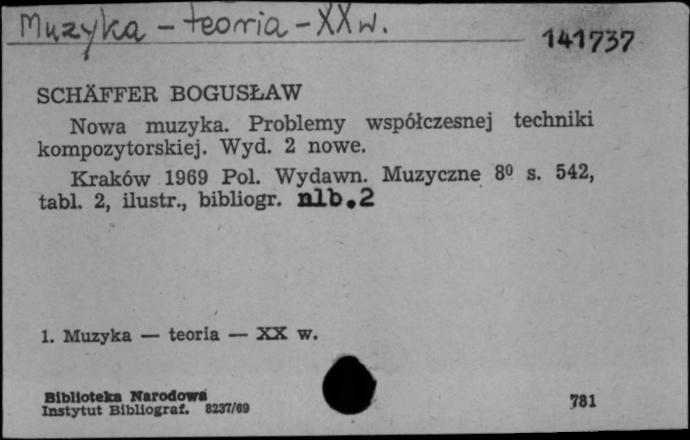 Muzyka - teoria - XX w.
141737
SCHÄFFER BOGUSŁAW
Nowa muzyka. Problemy współczesnej techniki
kompozytorskiej. Wyd. 2 nowe.
Kraków 1969 Pol. Wydawn. Muzyczne 8⁰ s. 542,
tabl. 2, ilustr., bibliogr. nlb.2
1. Muzyka — teoria — XX w.
Biblioteka Narodowa
Instytut Bibliograf. 8237/69
781